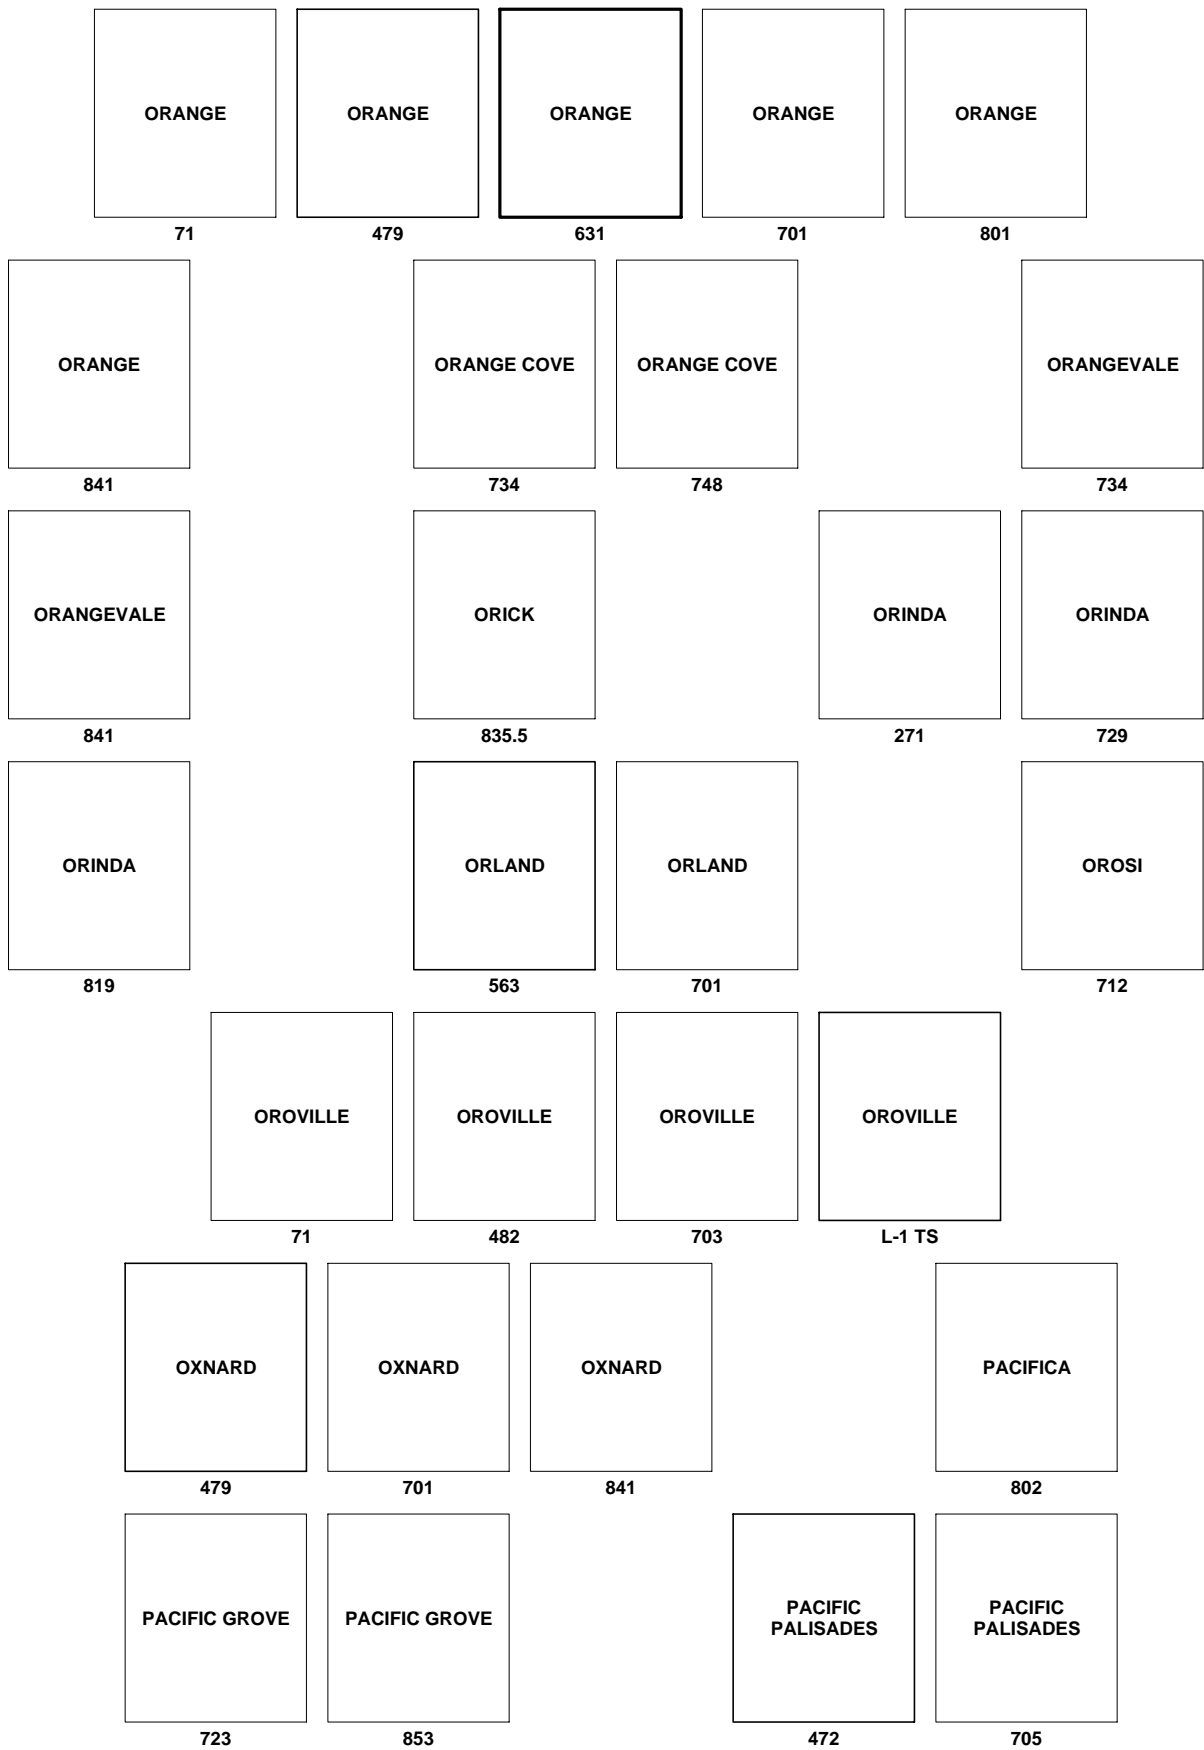 ORANGE ORANGE ORANGE ORANGE ORANGE
71 479 631 701 801
ORANGE ORANGE COVE ORANGE COVE ORANGEVALE
841 734 748 734
ORANGEVALE ORICK ORINDA ORINDA
841 835.5 271 729
ORINDA ORLAND ORLAND OROSI
819 563 701 712
OROVILLE OROVILLE OROVILLE OROVILLE
71 482 703 L-1 TS
OXNARD OXNARD OXNARD PACIFICA
479 701 841 802
PACIFIC GROVE PACIFIC GROVE PACIFIC PALISADES PACIFIC PALISADES
723 853 472 705